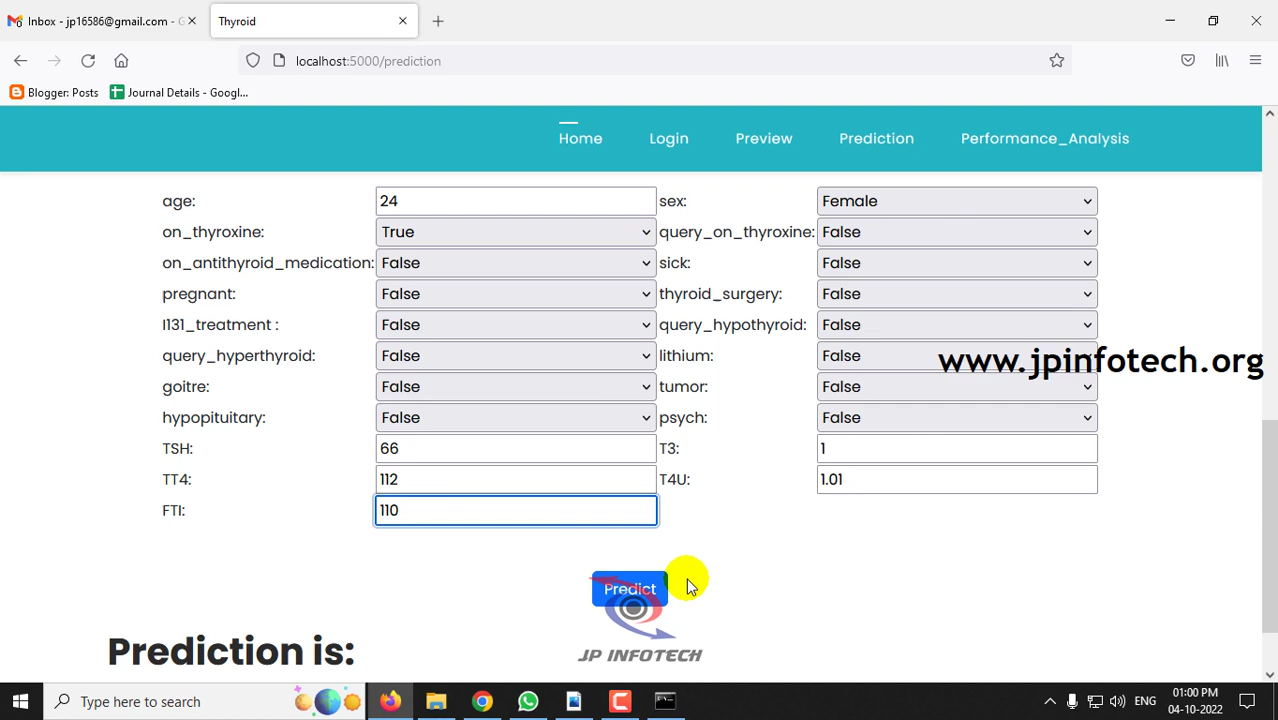 Inbox - jp16586@gmail.com - G
Thyroid
localhost:5000/prediction
Blogger: Posts
Journal Details - Googl...
Home
Login
Preview
Prediction
Performance_Analysis
age: 24 sex: Female
on_thyroxine: True query_on_thyroxine: False
on_antithyroid_medication: False sick: False
pregnant: False thyroid_surgery: False
I131_treatment : False query_hypothyroid: False
query_hyperthyroid: False lithium: False
www.jpinfotech.org
goitre: False tumor: False
hypopituitary: False psych: False
TSH: 66 T3: 1
TT4: 112 T4U: 1.01
FTI: 110
Predict
JP INFOTECH
Prediction is:
Type here to search
ENG
01:00 PM
04-10-2022